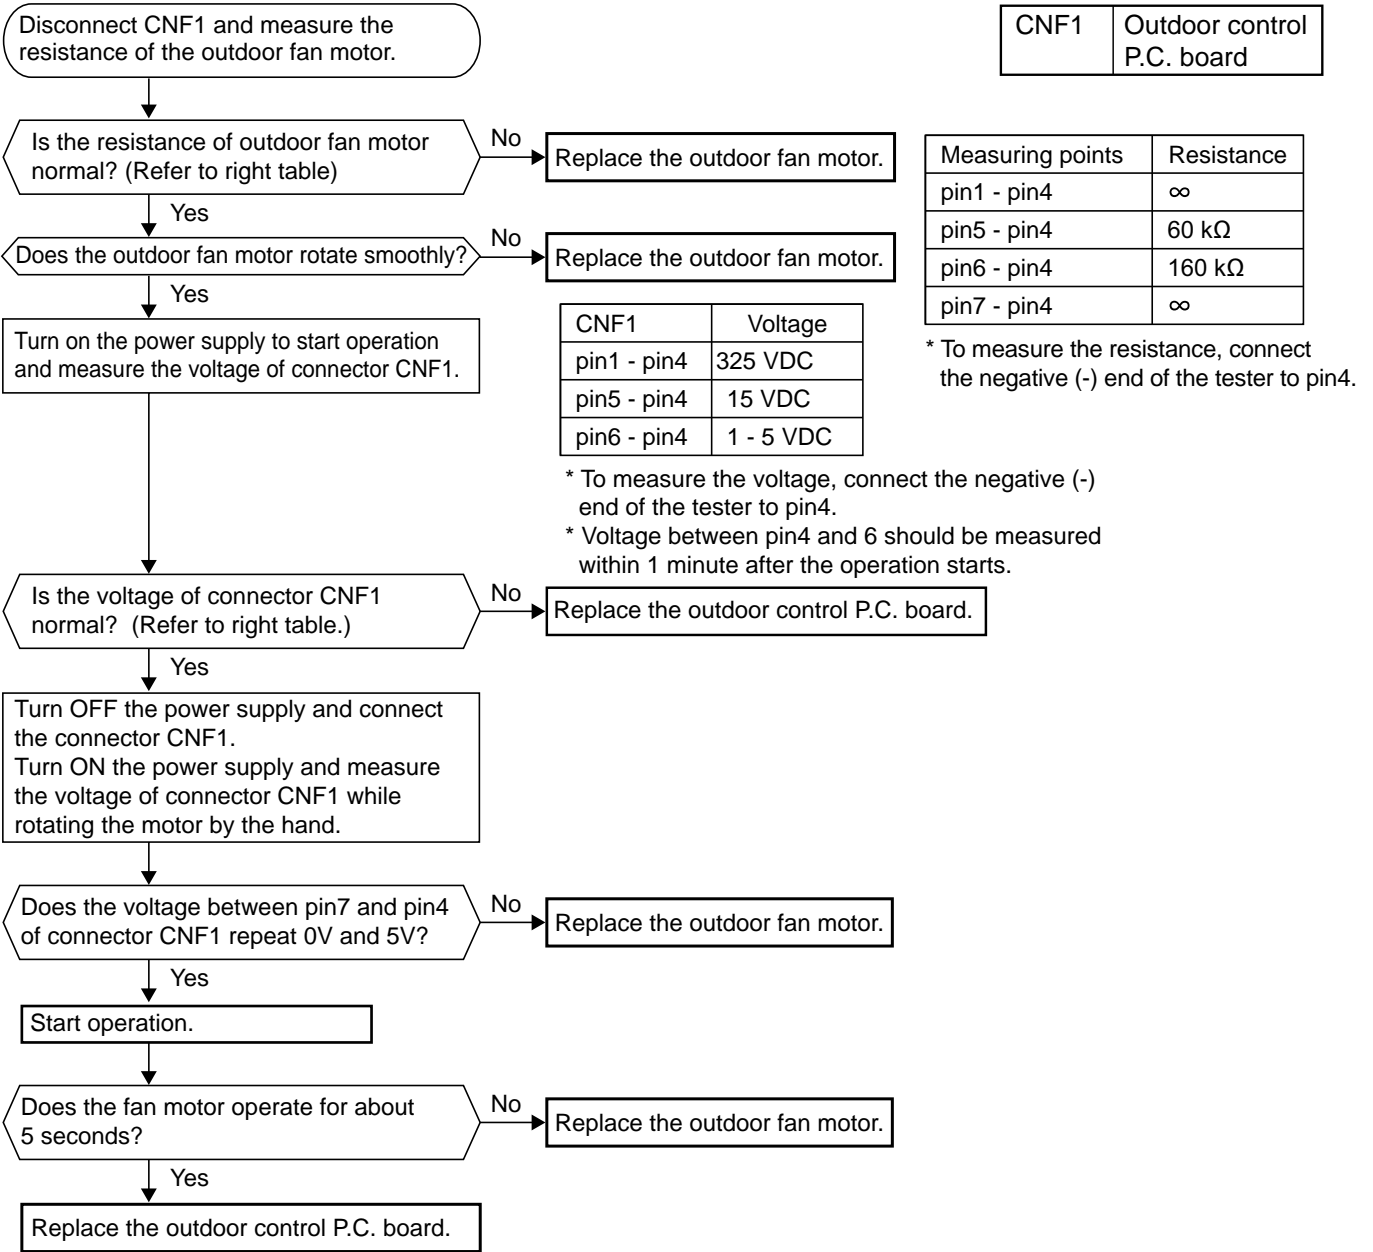 Disconnect CNF1 and measure the
resistance of the outdoor fan motor.
CNF1 Outdoor control
P.C. board
Is the resistance of outdoor fan motor
normal? (Refer to right table)
No
Replace the outdoor fan motor.
Measuring points Resistance
pin1 - pin4 ∞
pin5 - pin4 60 kΩ
pin6 - pin4 160 kΩ
pin7 - pin4 ∞
* To measure the resistance, connect
the negative (-) end of the tester to pin4.
Yes
Does the outdoor fan motor rotate smoothly?
No
Replace the outdoor fan motor.
Yes
Turn on the power supply to start operation
and measure the voltage of connector CNF1.
CNF1 Voltage
pin1 - pin4 325 VDC
pin5 - pin4 15 VDC
pin6 - pin4 1 - 5 VDC
* To measure the voltage, connect the negative (-)
end of the tester to pin4.
* Voltage between pin4 and 6 should be measured
within 1 minute after the operation starts.
Is the voltage of connector CNF1
normal? (Refer to right table.)
No
Replace the outdoor control P.C. board.
Yes
Turn OFF the power supply and connect
the connector CNF1.
Turn ON the power supply and measure
the voltage of connector CNF1 while
rotating the motor by the hand.
Does the voltage between pin7 and pin4
of connector CNF1 repeat 0V and 5V?
No
Replace the outdoor fan motor.
Yes
Start operation.
Does the fan motor operate for about
5 seconds?
No
Replace the outdoor fan motor.
Yes
Replace the outdoor control P.C. board.